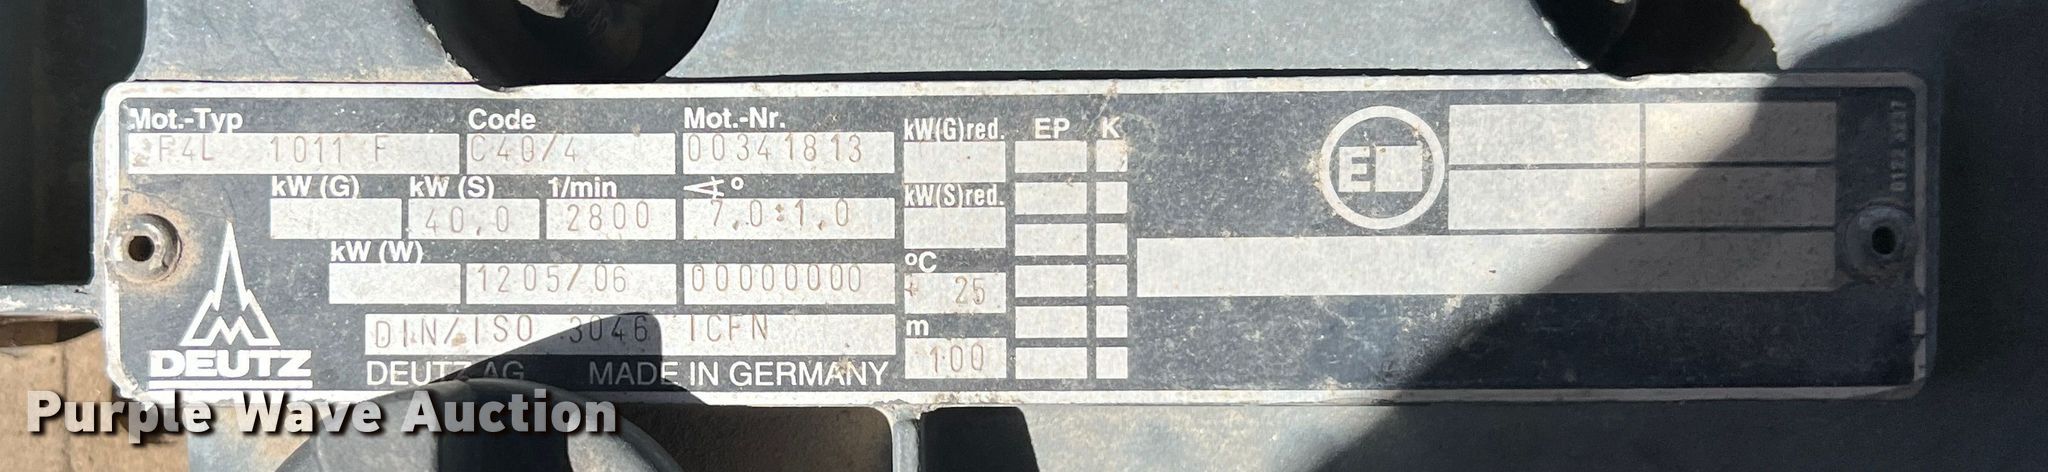 Mot.-Typ Code Mot.-Nr. kW(G)red. EP K
F4L 1011 F C40/4 00341813
kW (G) kW (S) 1/min ∢° kW(S)red.
40,0 2800 7,0:1,0
kW (W) °C
1205/06 00000000 + 25
DIN/ISO 3046 ICFN m
100
DEUTZ
DEUTZ AG MADE IN GERMANY
E
Purple Wave Auction